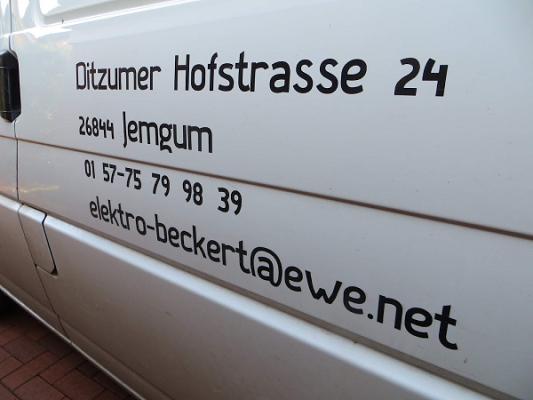 Ditzumer Hofstrasse 24
26844 Jemgum
01 57-75 79 98 39
elektro-beckert@ewe.net